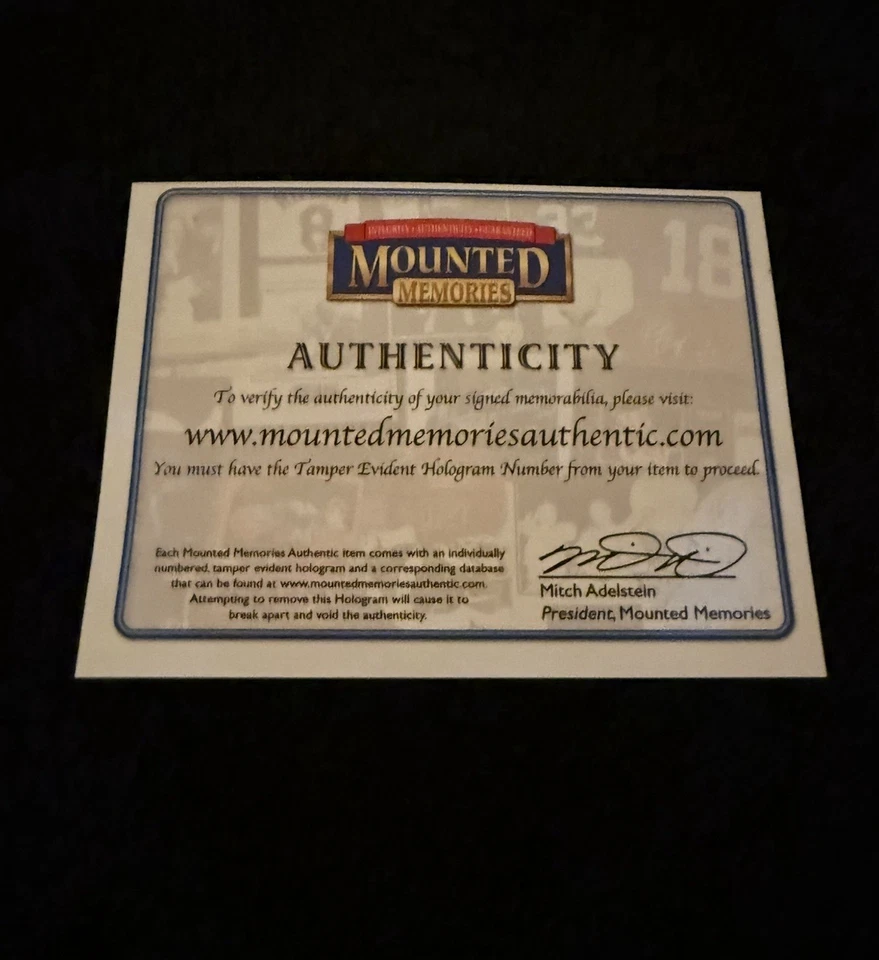 INTEGRITY • AUTHENTICITY • GUARANTEED
MOUNTED
MEMORIES
8
18
AUTHENTICITY
To verify the authenticity of your signed memorabilia, please visit:
www.mountedmemoriesauthentic.com
You must have the Tamper Evident Hologram Number from your item to proceed.
Each Mounted Memories Authentic item comes with an individually
numbered, tamper evident hologram and a corresponding database
that can be found at www.mountedmemoriesauthentic.com.
Attempting to remove this Hologram will cause it to
break apart and void the authenticity.
Mitch Adelstein
President, Mounted Memories